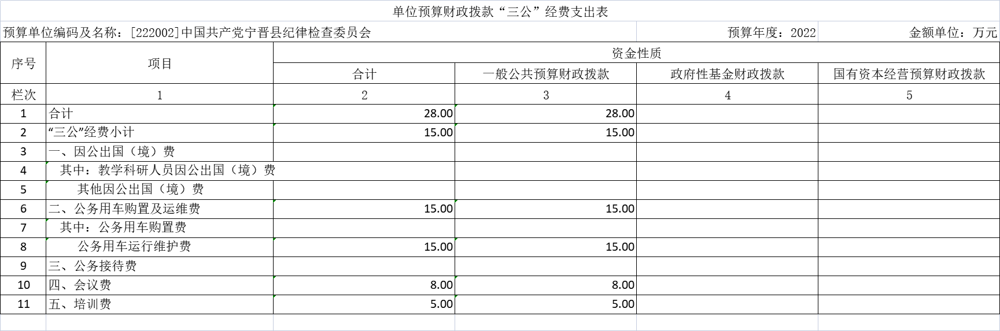 单位预算财政拨款“三公”经费支出表
预算单位编码及名称：[222002]中国共产党宁晋县纪律检查委员会 预算年度：2022 金额单位：万元
序号 项目 资金性质
合计 一般公共预算财政拨款 政府性基金财政拨款 国有资本经营预算财政拨款
栏次 1 2 3 4 5
1 合计 28.00 28.00
2 “三公”经费小计 15.00 15.00
3 一、因公出国（境）费
4 其中：教学科研人员因公出国（境）费
5 其他因公出国（境）费
6 二、公务用车购置及运维费 15.00 15.00
7 其中：公务用车购置费
8 公务用车运行维护费 15.00 15.00
9 三、公务接待费
10 四、会议费 8.00 8.00
11 五、培训费 5.00 5.00